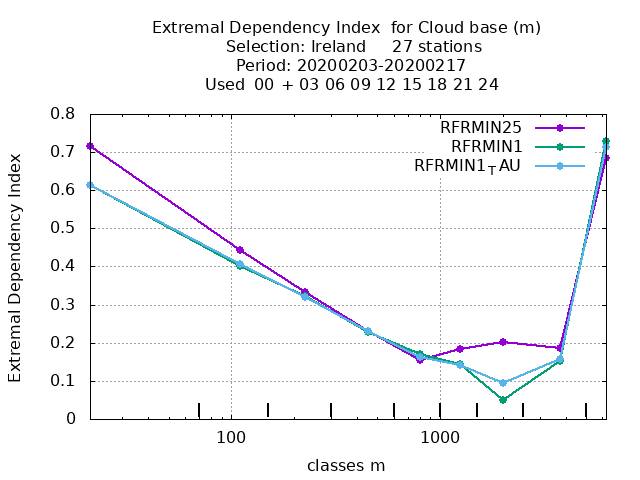 Extremal Dependency Index  for Cloud base (m)
Selection: Ireland     27 stations
Period: 20200203-20200217
Used  00 + 03 06 09 12 15 18 21 24
0.8
0.7
0.6
0.5
0.4
0.3
0.2
0.1
0
Extremal Dependency Index
RFRMIN25
RFRMIN1
RFRMIN1TAU
100
1000
classes m